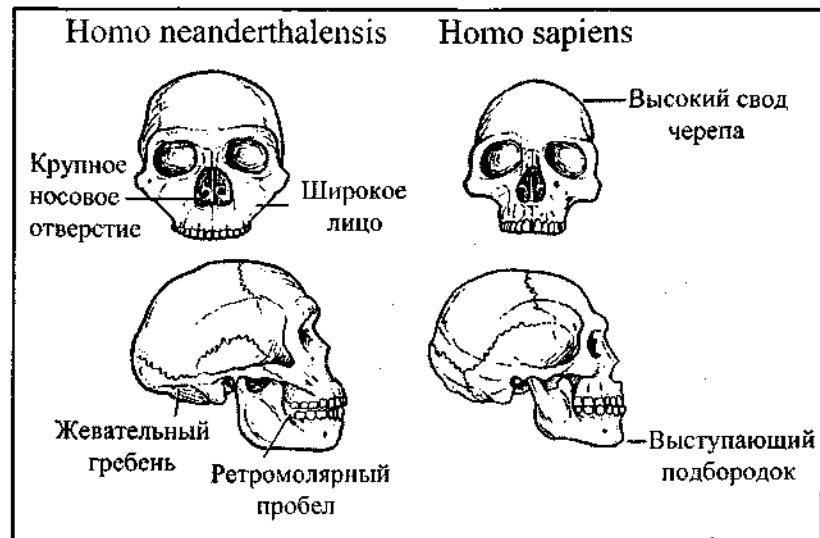 Homo neanderthalensis
Homo sapiens
Высокий свод
черепа
Крупное
носовое
отверстие
Широкое
лицо
Жевательный
гребень
Ретромолярный
пробел
Выступающий
подбородок